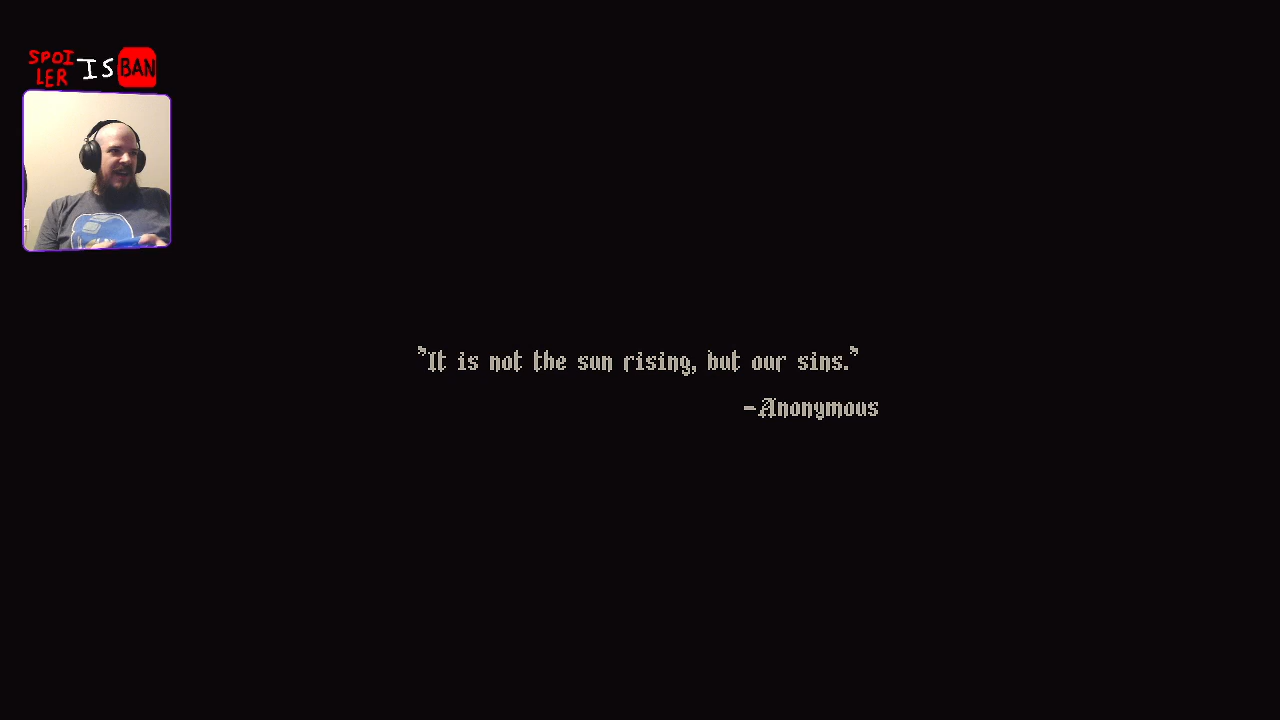 SPOI
LER IS BAN
"It is not the sun rising, but our sins."
-Anonymous